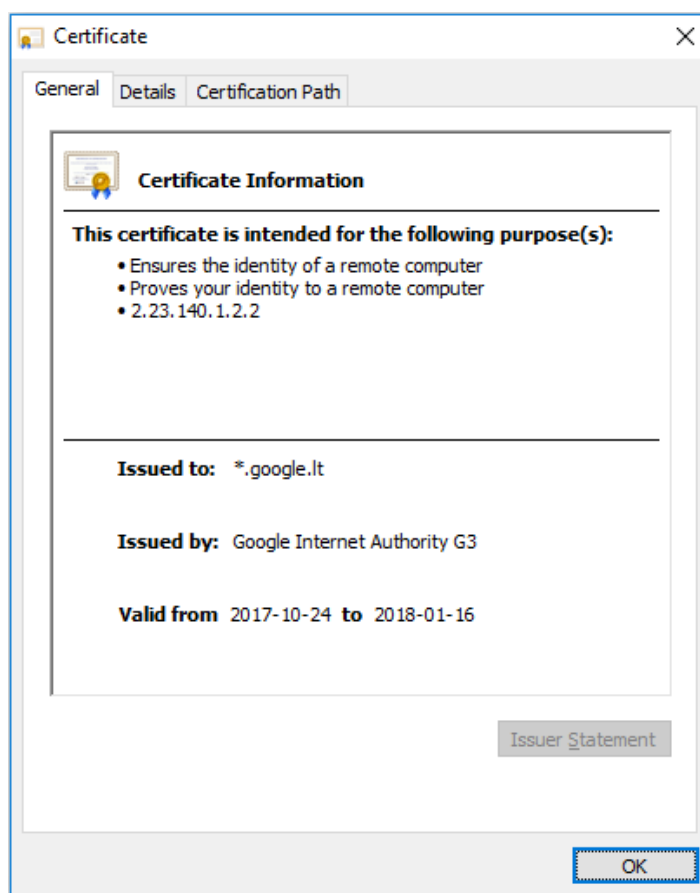 Certificate
General
Details
Certification Path
Certificate Information
This certificate is intended for the following purpose(s):
• Ensures the identity of a remote computer
• Proves your identity to a remote computer
• 2.23.140.1.2.2
Issued to: *.google.lt
Issued by: Google Internet Authority G3
Valid from 2017-10-24 to 2018-01-16
Issuer Statement
OK